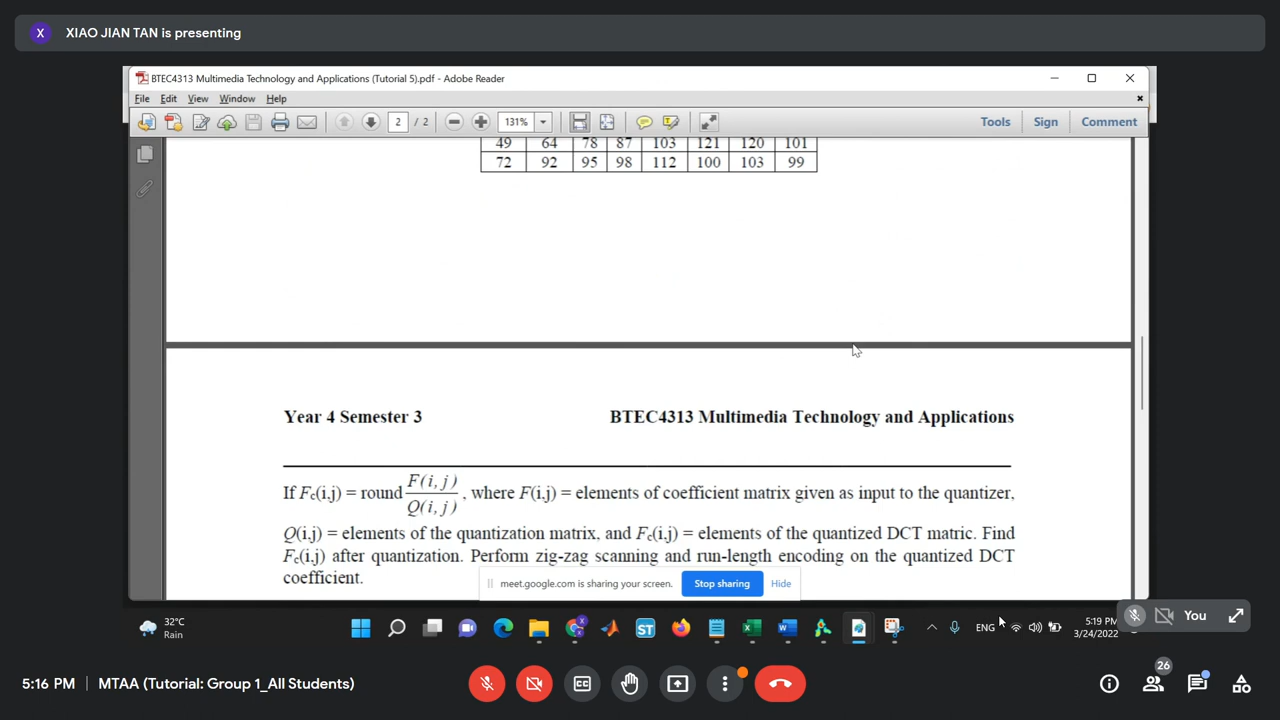 X XIAO JIAN TAN is presenting
BTEC4313 Multimedia Technology and Applications (Tutorial 5).pdf - Adobe Reader
File Edit View Window Help
2 / 2 131% Tools Sign Comment
49 64 78 87 103 121 120 101
72 92 95 98 112 100 103 99
Year 4 Semester 3 BTEC4313 Multimedia Technology and Applications
If Fc(i,j) = round F(i, j) / Q(i, j) , where F(i,j) = elements of coefficient matrix given as input to the quantizer,
Q(i,j) = elements of the quantization matrix, and Fc(i,j) = elements of the quantized DCT matric. Find
Fc(i,j) after quantization. Perform zig-zag scanning and run-length encoding on the quantized DCT
coefficient.
meet.google.com is sharing your screen. Stop sharing Hide
You
32°C
Rain
ST
ENG
5:19 PM
3/24/2022
5:16 PM | MTAA (Tutorial: Group 1_All Students)
CC
26